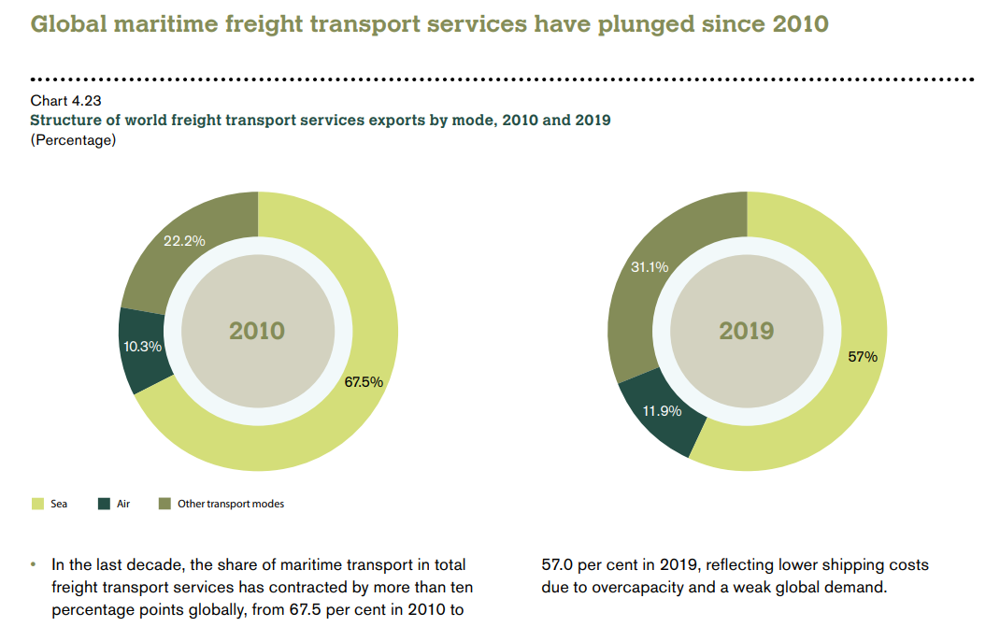 Global maritime freight transport services have plunged since 2010
Chart 4.23
Structure of world freight transport services exports by mode, 2010 and 2019
(Percentage)
22.2%
10.3%
2010
67.5%
31.1%
11.9%
2019
57%
Sea
Air
Other transport modes
• In the last decade, the share of maritime transport in total
freight transport services has contracted by more than ten
percentage points globally, from 67.5 per cent in 2010 to
57.0 per cent in 2019, reflecting lower shipping costs
due to overcapacity and a weak global demand.